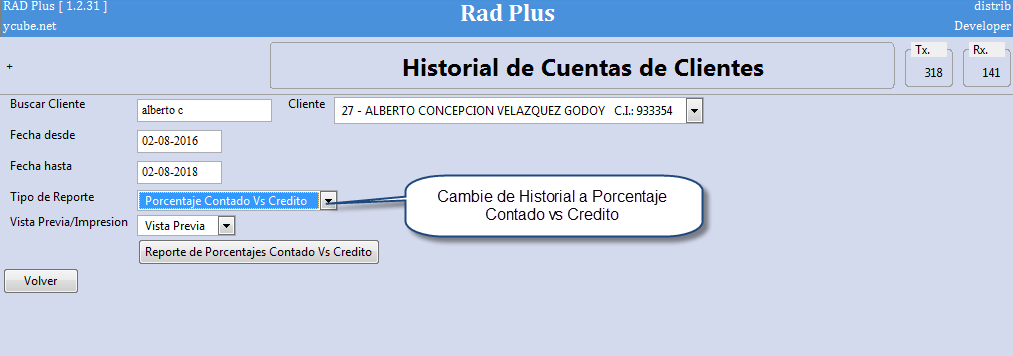 RAD Plus [ 1.2.31 ]
Rad Plus
distrib
ycube.net
Developer
+
Historial de Cuentas de Clientes
Tx.
318
Rx.
141
Buscar Cliente
alberto c
Cliente
27 - ALBERTO CONCEPCION VELAZQUEZ GODOY C.I.: 933354
Fecha desde
02-08-2016
Fecha hasta
02-08-2018
Tipo de Reporte
Porcentaje Contado Vs Credito
Cambie de Historial a Porcentaje
Contado vs Credito
Vista Previa/Impresion
Vista Previa
Reporte de Porcentajes Contado Vs Credito
Volver